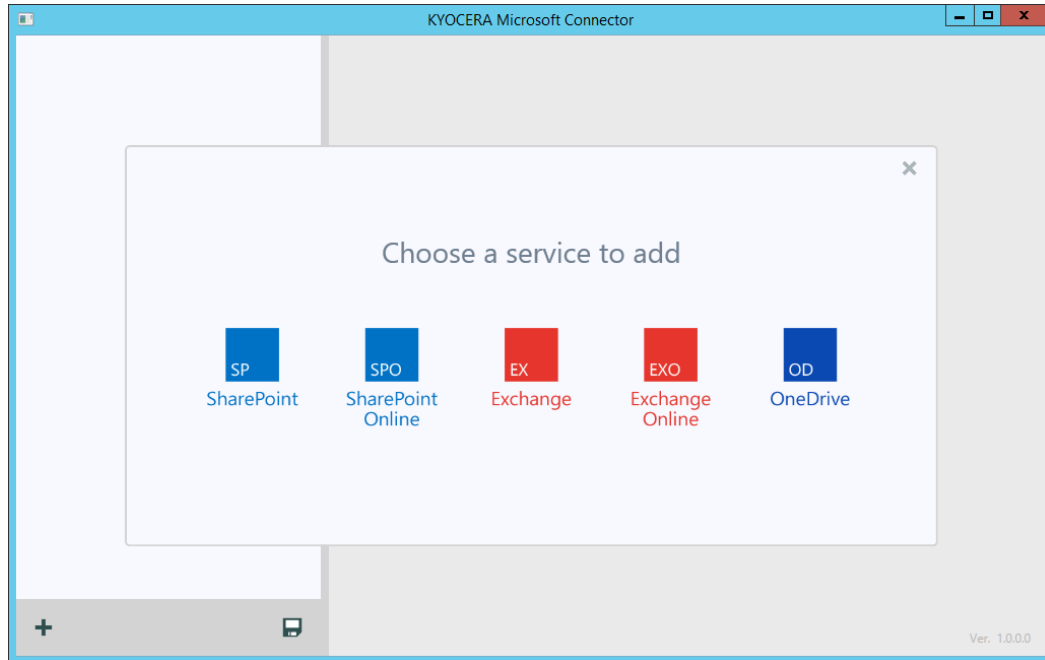 KYOCERA Microsoft Connector
Choose a service to add
SP
SPO
EX
EXO
OD
SharePoint
SharePoint
Online
Exchange
Exchange
Online
OneDrive
Ver. 1.0.0.0